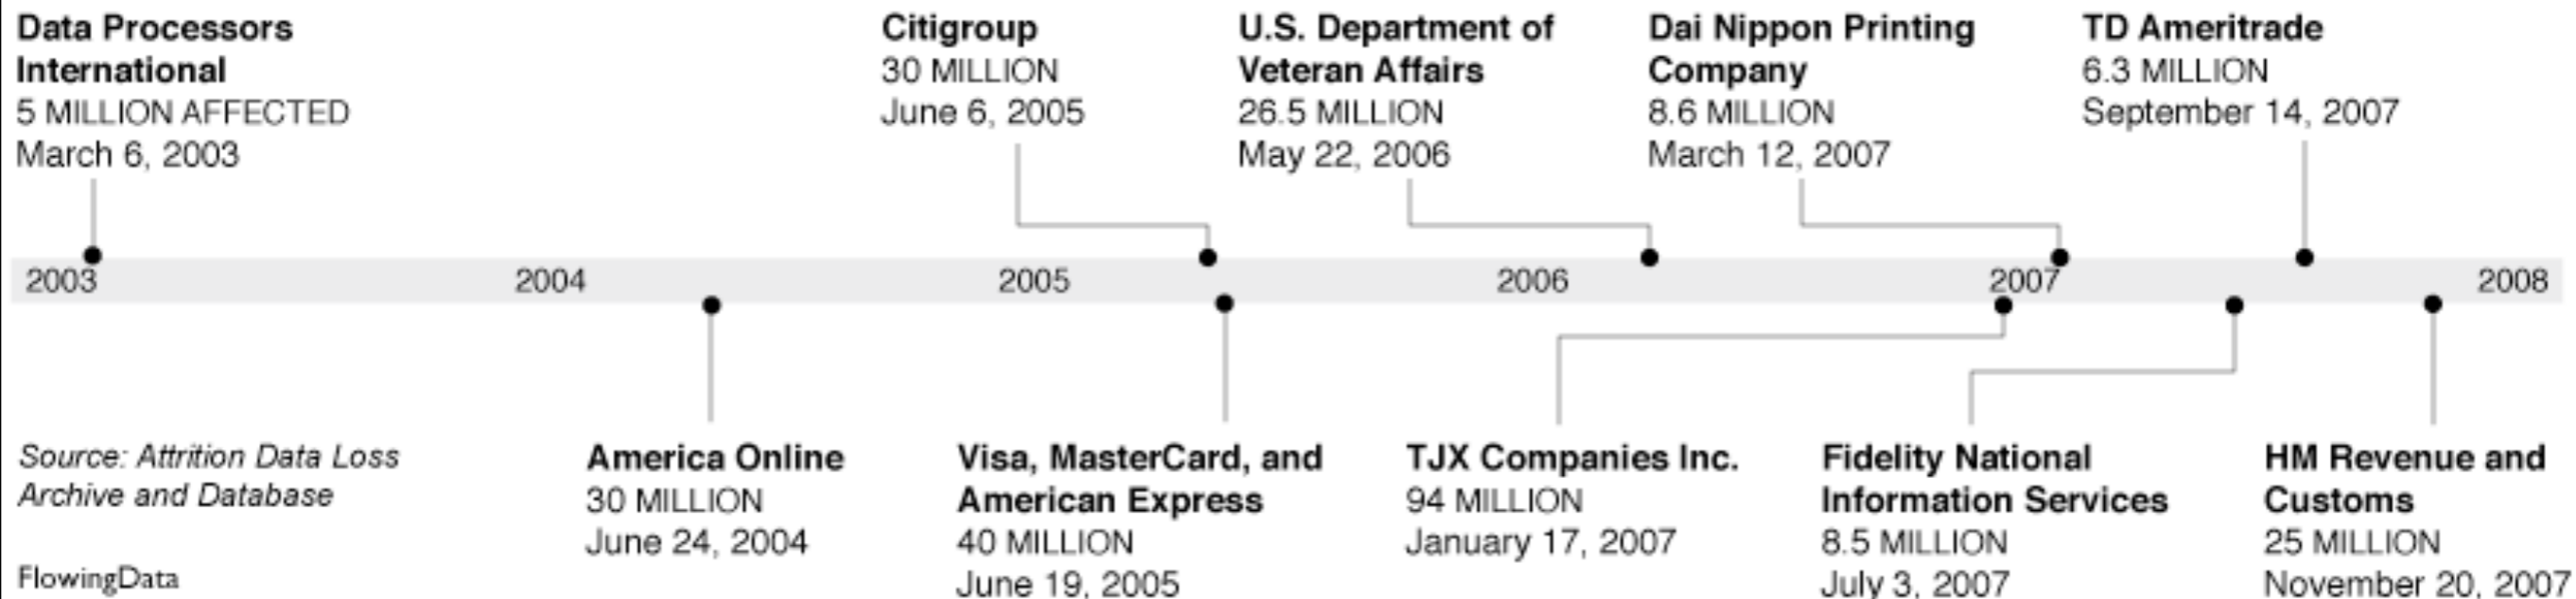 Data Processors
International
5 MILLION AFFECTED
March 6, 2003
Citigroup
30 MILLION
June 6, 2005
U.S. Department of
Veteran Affairs
26.5 MILLION
May 22, 2006
Dai Nippon Printing
Company
8.6 MILLION
March 12, 2007
TD Ameritrade
6.3 MILLION
September 14, 2007
2003
2004
2005
2006
2007
2008
Source: Attrition Data Loss
Archive and Database
FlowingData
America Online
30 MILLION
June 24, 2004
Visa, MasterCard, and
American Express
40 MILLION
June 19, 2005
TJX Companies Inc.
94 MILLION
January 17, 2007
Fidelity National
Information Services
8.5 MILLION
July 3, 2007
HM Revenue and
Customs
25 MILLION
November 20, 2007